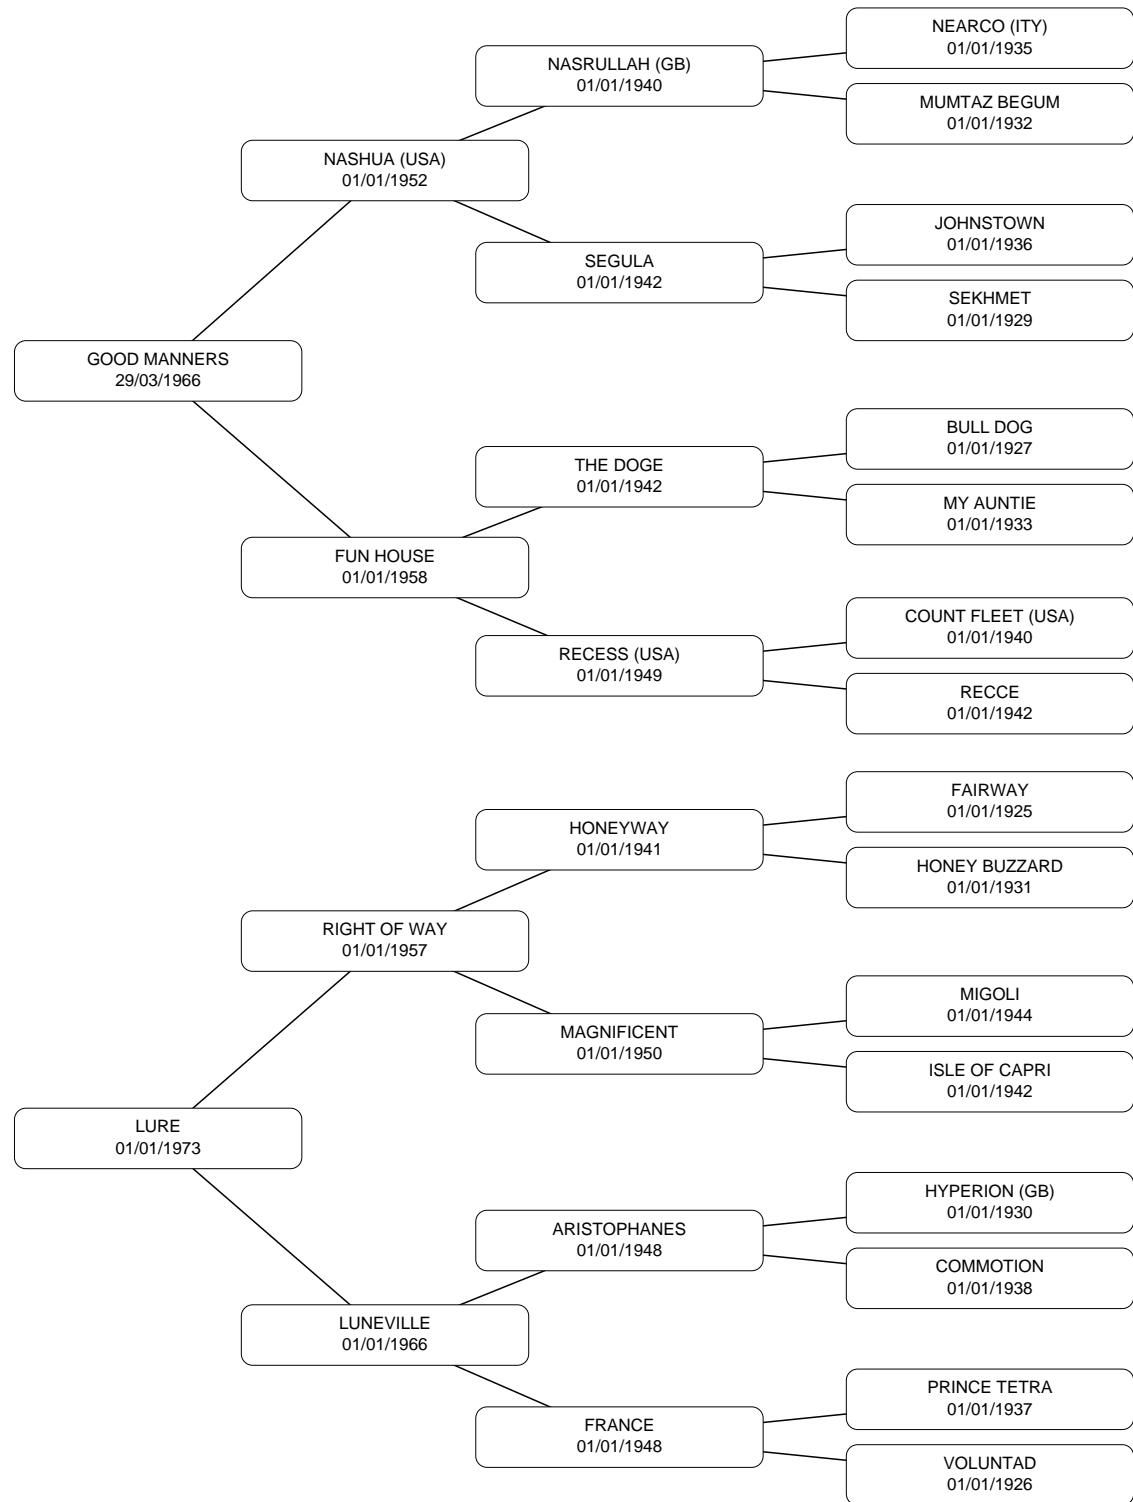 NEARCO (ITY)
01/01/1935
NASRULLAH (GB)
01/01/1940
MUMTAZ BEGUM
01/01/1932
NASHUA (USA)
01/01/1952
JOHNSTOWN
01/01/1936
SEGULA
01/01/1942
SEKHMET
01/01/1929
GOOD MANNERS
29/03/1966
BULL DOG
01/01/1927
THE DOGE
01/01/1942
MY AUNTIE
01/01/1933
FUN HOUSE
01/01/1958
COUNT FLEET (USA)
01/01/1940
RECESS (USA)
01/01/1949
RECCE
01/01/1942
FAIRWAY
01/01/1925
HONEYWAY
01/01/1941
HONEY BUZZARD
01/01/1931
RIGHT OF WAY
01/01/1957
MIGOLI
01/01/1944
MAGNIFICENT
01/01/1950
ISLE OF CAPRI
01/01/1942
LURE
01/01/1973
HYPERION (GB)
01/01/1930
ARISTOPHANES
01/01/1948
COMMOTION
01/01/1938
LUNEVILLE
01/01/1966
PRINCE TETRA
01/01/1937
FRANCE
01/01/1948
VOLUNTAD
01/01/1926